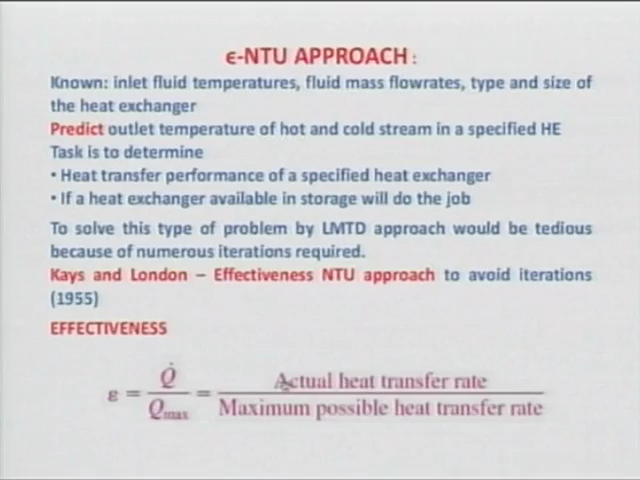 ϵ-NTU APPROACH :
Known: inlet fluid temperatures, fluid mass flowrates, type and size of
the heat exchanger
Predict outlet temperature of hot and cold stream in a specified HE
Task is to determine
• Heat transfer performance of a specified heat exchanger
• If a heat exchanger available in storage will do the job
To solve this type of problem by LMTD approach would be tedious
because of numerous iterations required.
Kays and London – Effectiveness NTU approach to avoid iterations
(1955)
EFFECTIVENESS
ε = Q̇ / Qmax = Actual heat transfer rate / Maximum possible heat transfer rate